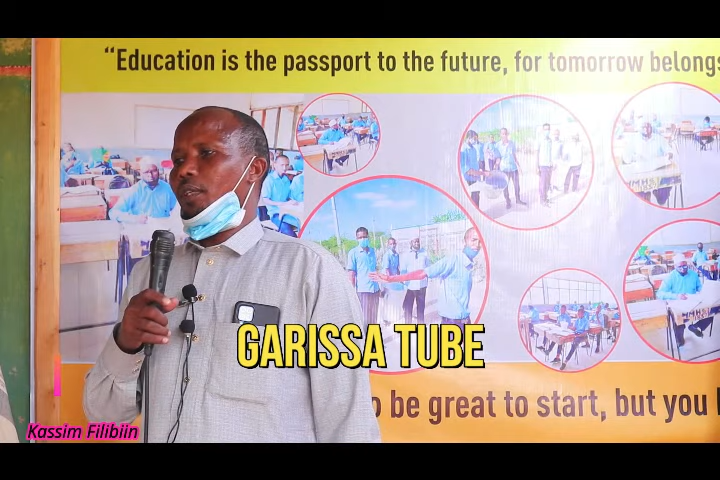 “Education is the passport to the future, for tomorrow belongs
GARISSA TUBE
be great to start, but you
Kassim Filibiin